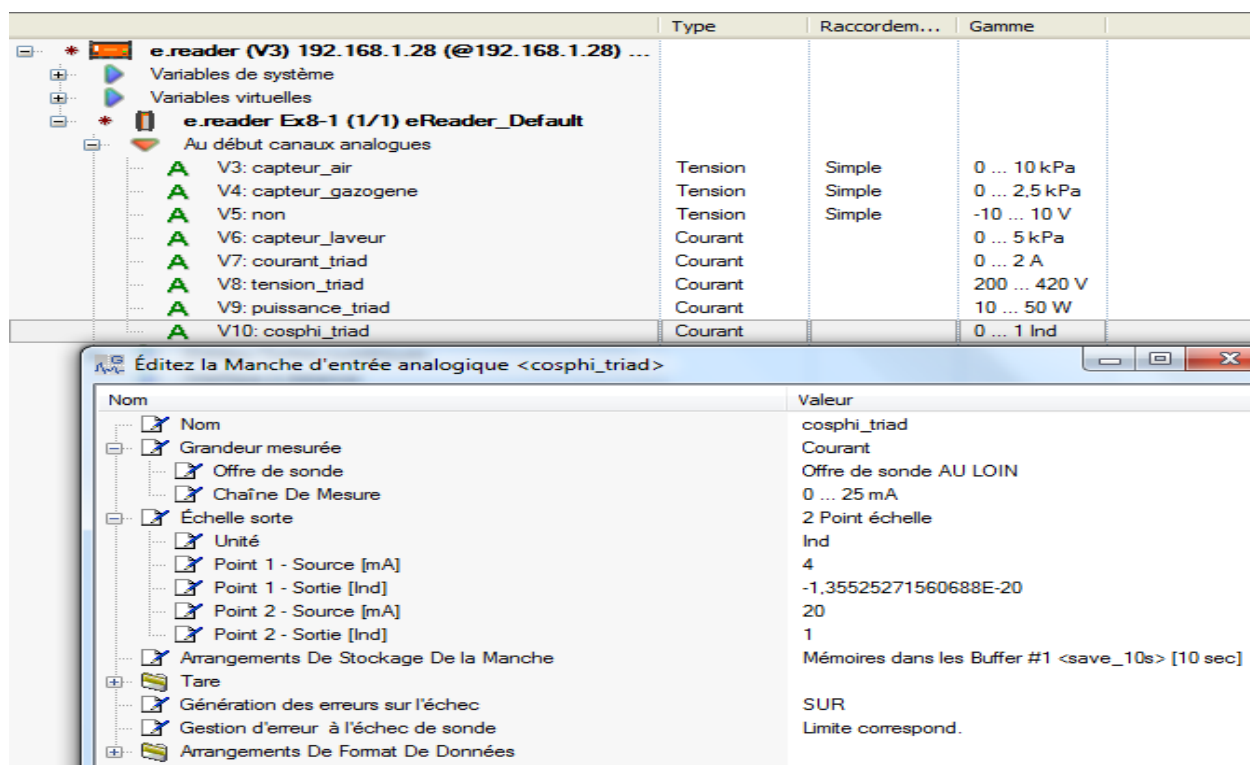 Type Raccordem... Gamme
e.reader (V3) 192.168.1.28 (@192.168.1.28) ...
Variables de système
Variables virtuelles
e.reader Ex8-1 (1/1) eReader_Default
Au début canaux analogues
A V3: capteur_air Tension Simple 0 ... 10 kPa
A V4: capteur_gazogene Tension Simple 0 ... 2,5 kPa
A V5: non Tension Simple -10 ... 10 V
A V6: capteur_laveur Courant 0 ... 5 kPa
A V7: courant_triad Courant 0 ... 2 A
A V8: tension_triad Courant 200 ... 420 V
A V9: puissance_triad Courant 10 ... 50 W
A V10: cosphi_triad Courant 0 ... 1 Ind
Éditez la Manche d'entrée analogique <cosphi_triad>
Nom Valeur
Nom cosphi_triad
Grandeur mesurée Courant
Offre de sonde Offre de sonde AU LOIN
Chaîne De Mesure 0 ... 25 mA
Échelle sorte 2 Point échelle
Unité Ind
Point 1 - Source [mA] 4
Point 1 - Sortie [Ind] -1,35525271560688E-20
Point 2 - Source [mA] 20
Point 2 - Sortie [Ind] 1
Arrangements De Stockage De la Manche Mémoires dans les Buffer #1 <save_10s> [10 sec]
Tare
Génération des erreurs sur l'échec SUR
Gestion d'erreur à l'échec de sonde Limite correspond.
Arrangements De Format De Données